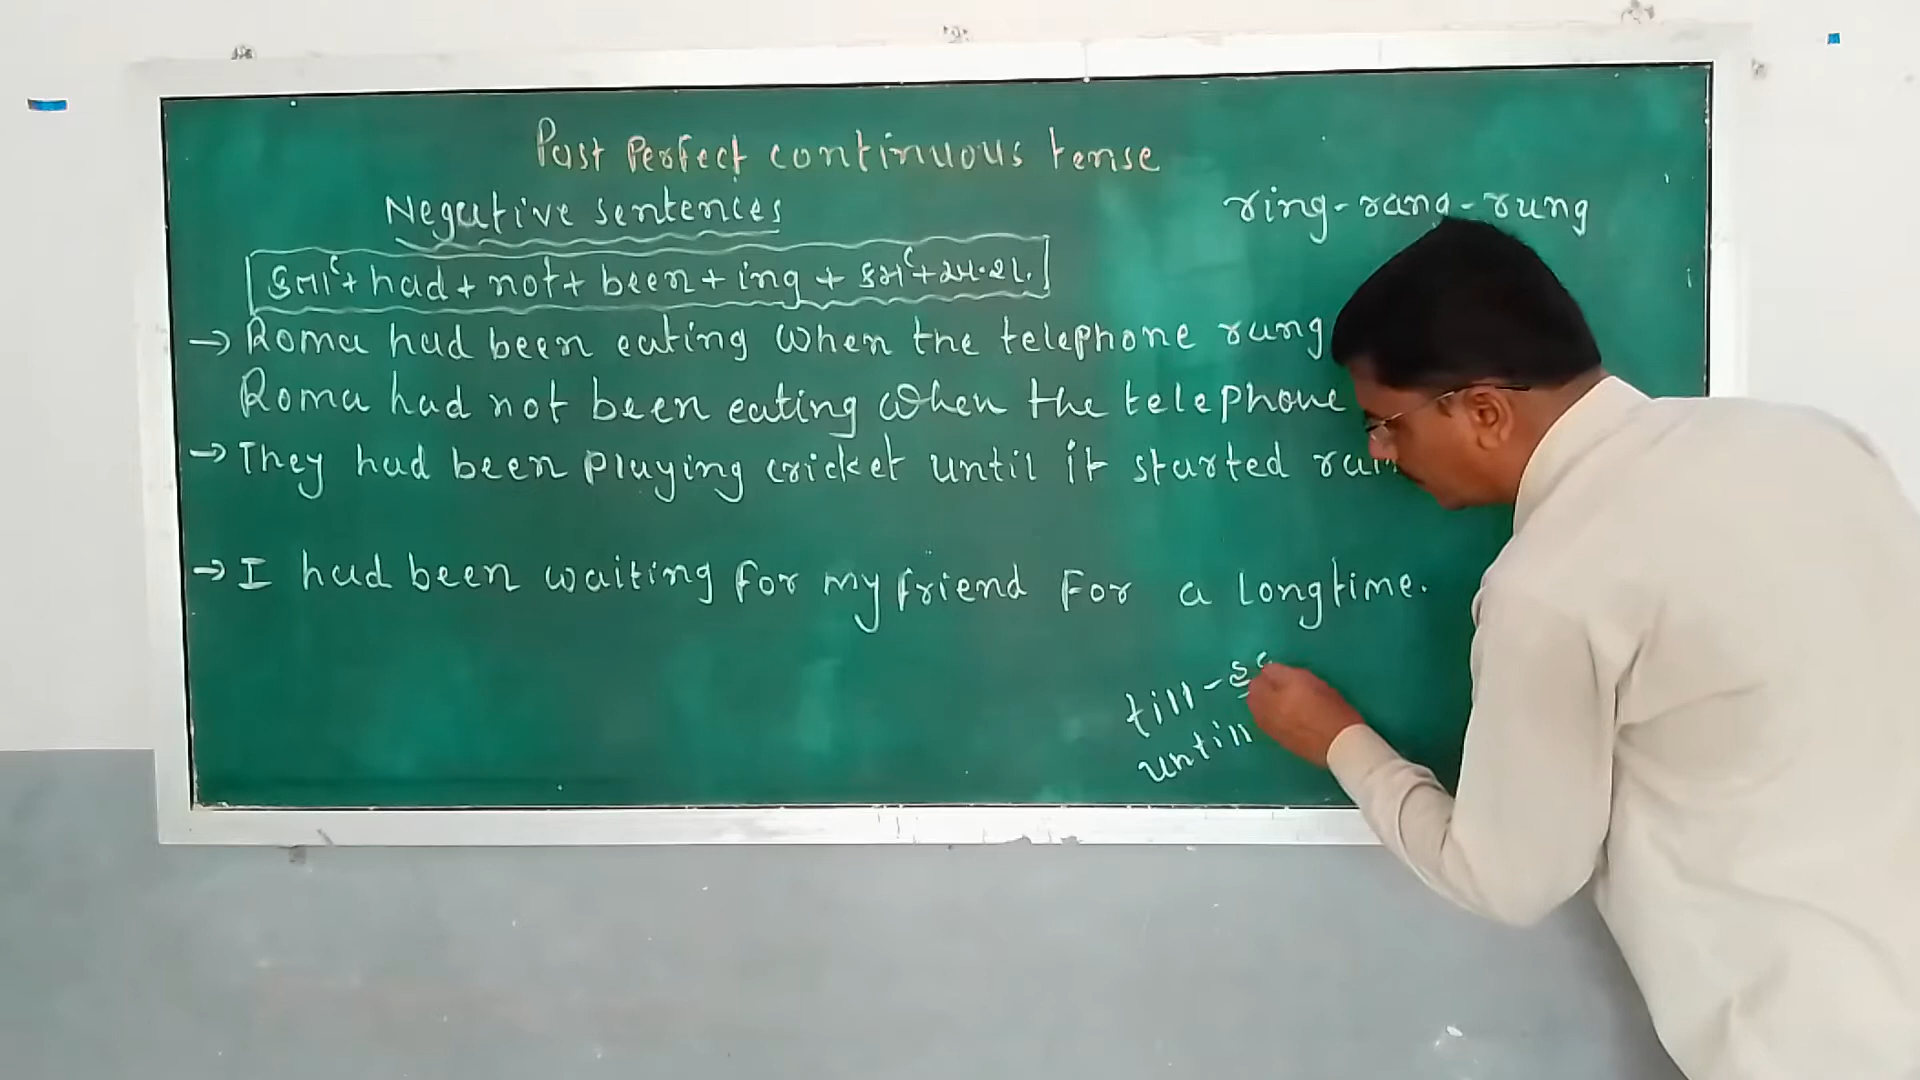 Past Perfect continuous tense
Negative sentences
ring - rang - rung
કર્તા + had + not + been + ing + કર્મ + સમ. શ.
→ Roma had been eating when the telephone rung
Roma had not been eating when the telephone
→ They had been playing cricket until it started
→ I had been waiting for my friend For a longtime.
till -
untill